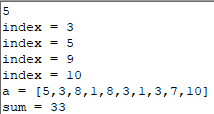 5
index = 3
index = 5
index = 9
index = 10
a = [5,3,8,1,8,3,1,3,7,10]
sum = 33